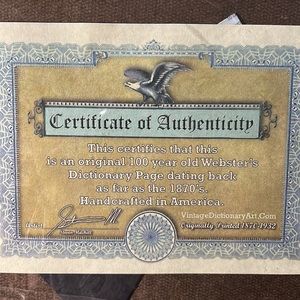 Certificate of Authenticity
This certifies that this
is an original 100 year old Webster's
Dictionary Page dating back
as far as the 1870's.
Handcrafted in America.
VintageDictionaryArt.Com
Originally Printed 1870-1932
Artist